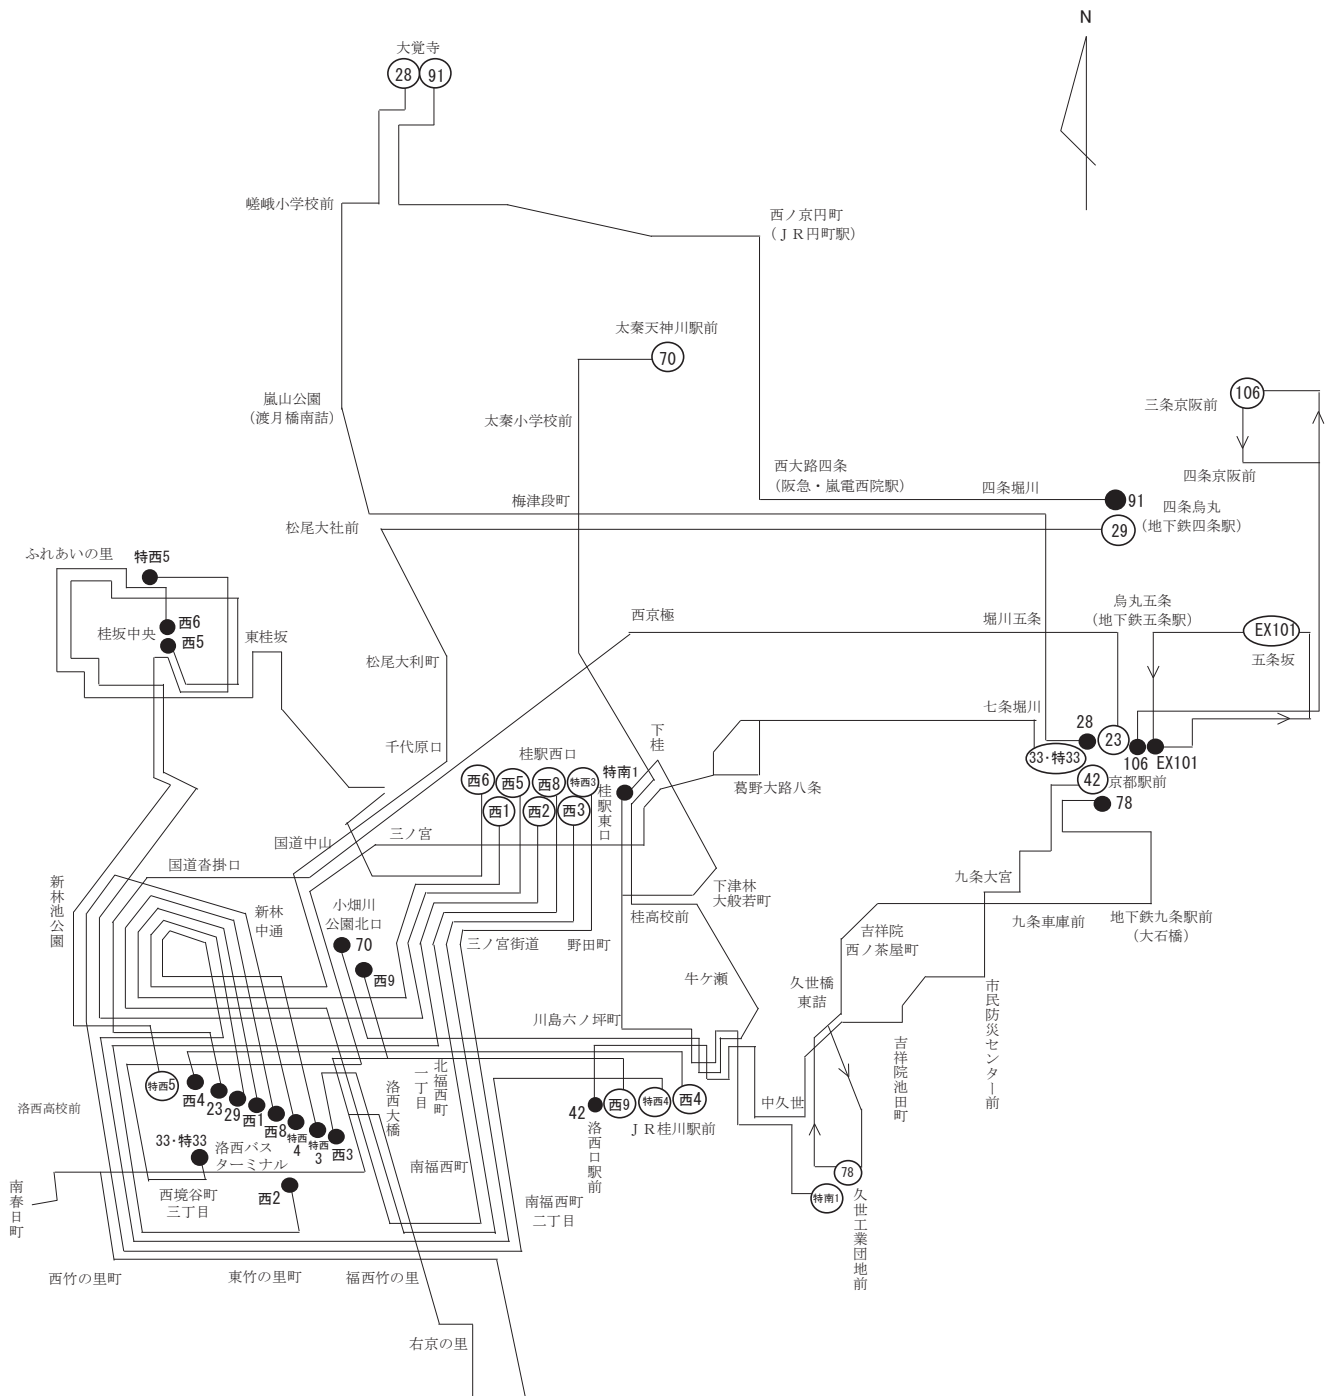 N
大覚寺
28
91
嵯峨小学校前
西ノ京円町
(JR円町駅)
太秦天神川駅前
70
嵐山公園
(渡月橋南詰)
太秦小学校前
106
三条京阪前
西大路四条
(阪急・嵐電西院駅)
四条堀川
四条京阪前
梅津段町
91
四条烏丸
(地下鉄四条駅)
松尾大社前
29
ふれあいの里
特西5
西6
西5
桂坂中央
東桂坂
西京極
堀川五条
烏丸五条
(地下鉄五条駅)
EX101
五条坂
松尾大利町
七条堀川
28
23
下桂
千代原口
桂駅西口
特南1
33·特33
106
EX101
西6
西5
西8
特西3
桂駅東口
42
京都駅前
葛野大路八条
西1
西2
西3
78
国道中山
三ノ宮
国道沓掛口
九条大宮
新林池公園
小畑川
公園北口
下津林
大般若町
新林
中通
桂高校前
九条車庫前
地下鉄九条駅前
(大石橋)
70
三ノ宮街道
野田町
吉祥院
西ノ茶屋町
西9
牛ケ瀬
久世橋
東詰
市民防災センター前
川島六ノ坪町
吉祥院池田町
北福西町
一丁目
洛西大橋
特西5
西4
23
29
西1
西8
特西
4
特西
3
西3
42
西9
特西4
西4
洛西高校前
中久世
洛西口駅前
JR桂川駅前
33·特33
洛西バス
ターミナル
南福西町
78
南春日町
西境谷町
三丁目
西2
南福西町
二丁目
特南1
久世工業団地前
西竹の里町
東竹の里町
福西竹の里
右京の里